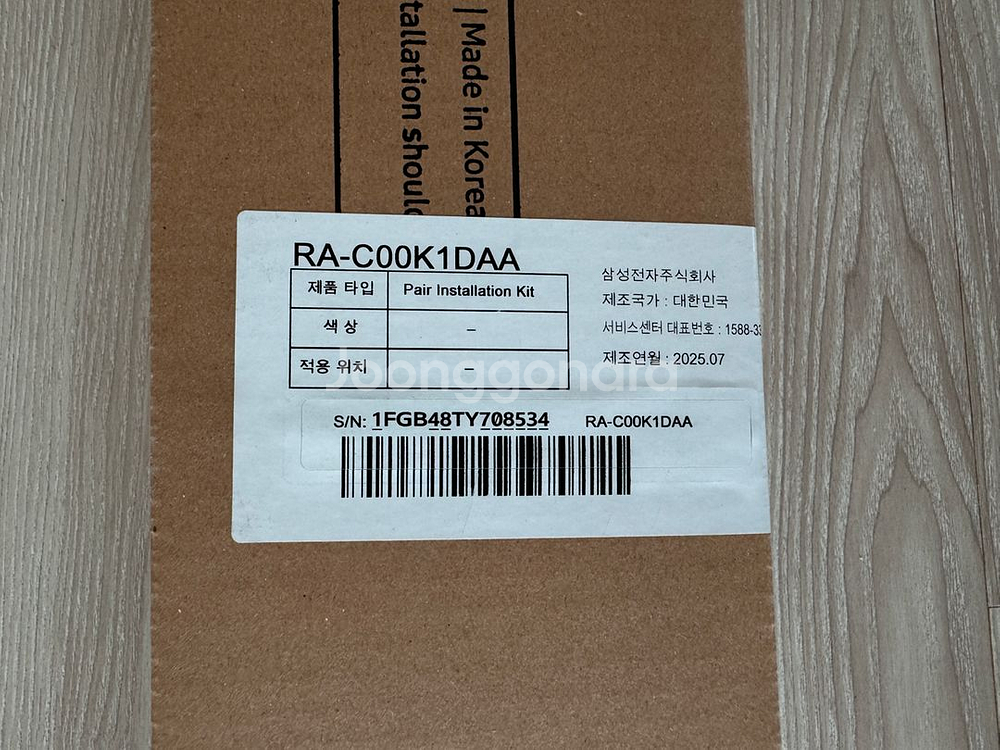 | Made in Korea
tallation should
RA-C00K1DAA
제품 타입 Pair Installation Kit
색 상 –
적용 위치 –
삼성전자주식회사
제조국가 : 대한민국
서비스센터 대표번호 : 1588-33
제조연월 : 2025.07
Joonggonara
S/N: 1FGB48TY708534 RA-C00K1DAA